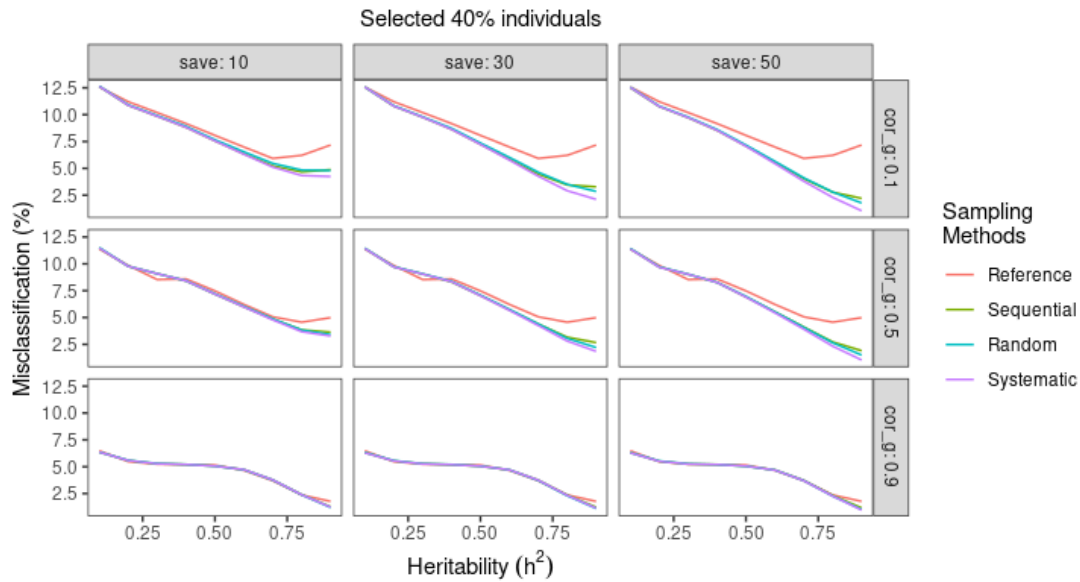 Selected 40% individuals
save: 10
save: 30
save: 50
12.5
10.0
7.5
5.0
2.5
cor_g: 0.1
12.5
10.0
7.5
5.0
2.5
cor_g: 0.5
12.5
10.0
7.5
5.0
2.5
cor_g: 0.9
Misclassification (%)
0.25 0.50 0.75
0.25 0.50 0.75
0.25 0.50 0.75
Heritability (h²)
Sampling
Methods
Reference
Sequential
Random
Systematic